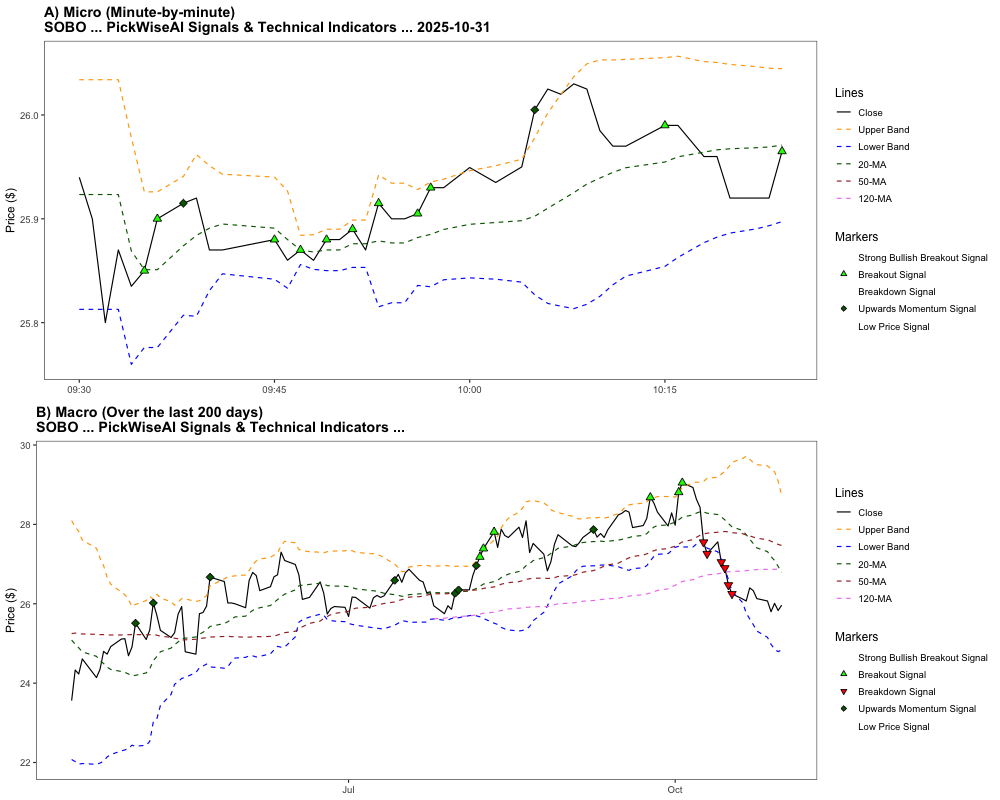 A) Micro (Minute-by-minute)
SOBO ... PickWiseAI Signals & Technical Indicators ... 2025-10-31
Price ($)
26.0
25.9
25.8
09:30
09:45
10:00
10:15
Lines
Close
Upper Band
Lower Band
20-MA
50-MA
120-MA
Markers
Strong Bullish Breakout Signal
Breakout Signal
Breakdown Signal
Upwards Momentum Signal
Low Price Signal
B) Macro (Over the last 200 days)
SOBO ... PickWiseAI Signals & Technical Indicators ...
Price ($)
30
28
26
24
22
Jul
Oct
Lines
Close
Upper Band
Lower Band
20-MA
50-MA
120-MA
Markers
Strong Bullish Breakout Signal
Breakout Signal
Breakdown Signal
Upwards Momentum Signal
Low Price Signal